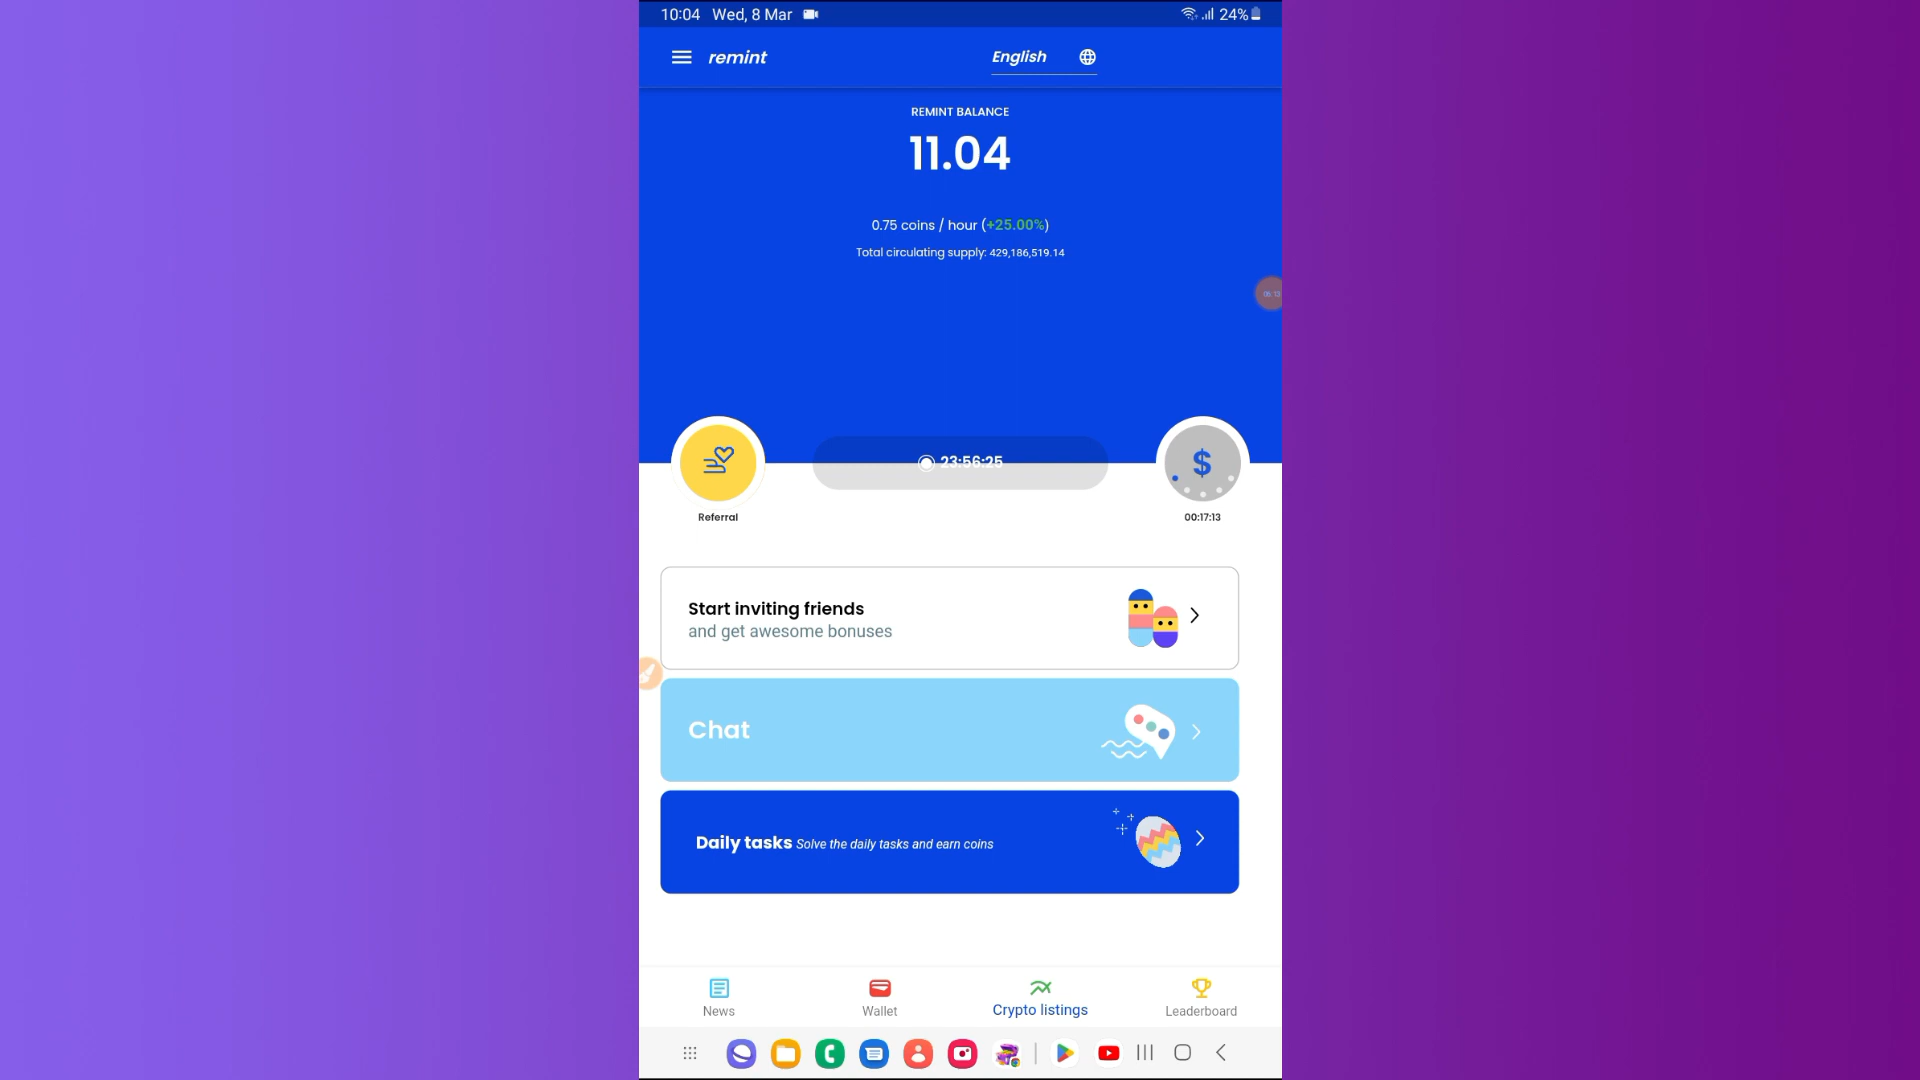 10:04 Wed, 8 Mar
24%
remint
English
REMINT BALANCE
11.04
0.75 coins / hour (+25.00%)
Total circulating supply: 429,186,519.14
23:56:25
$
Referral
00:17:13
Start inviting friends
and get awesome bonuses
Chat
Daily tasks Solve the daily tasks and earn coins
News
Wallet
Crypto listings
Leaderboard